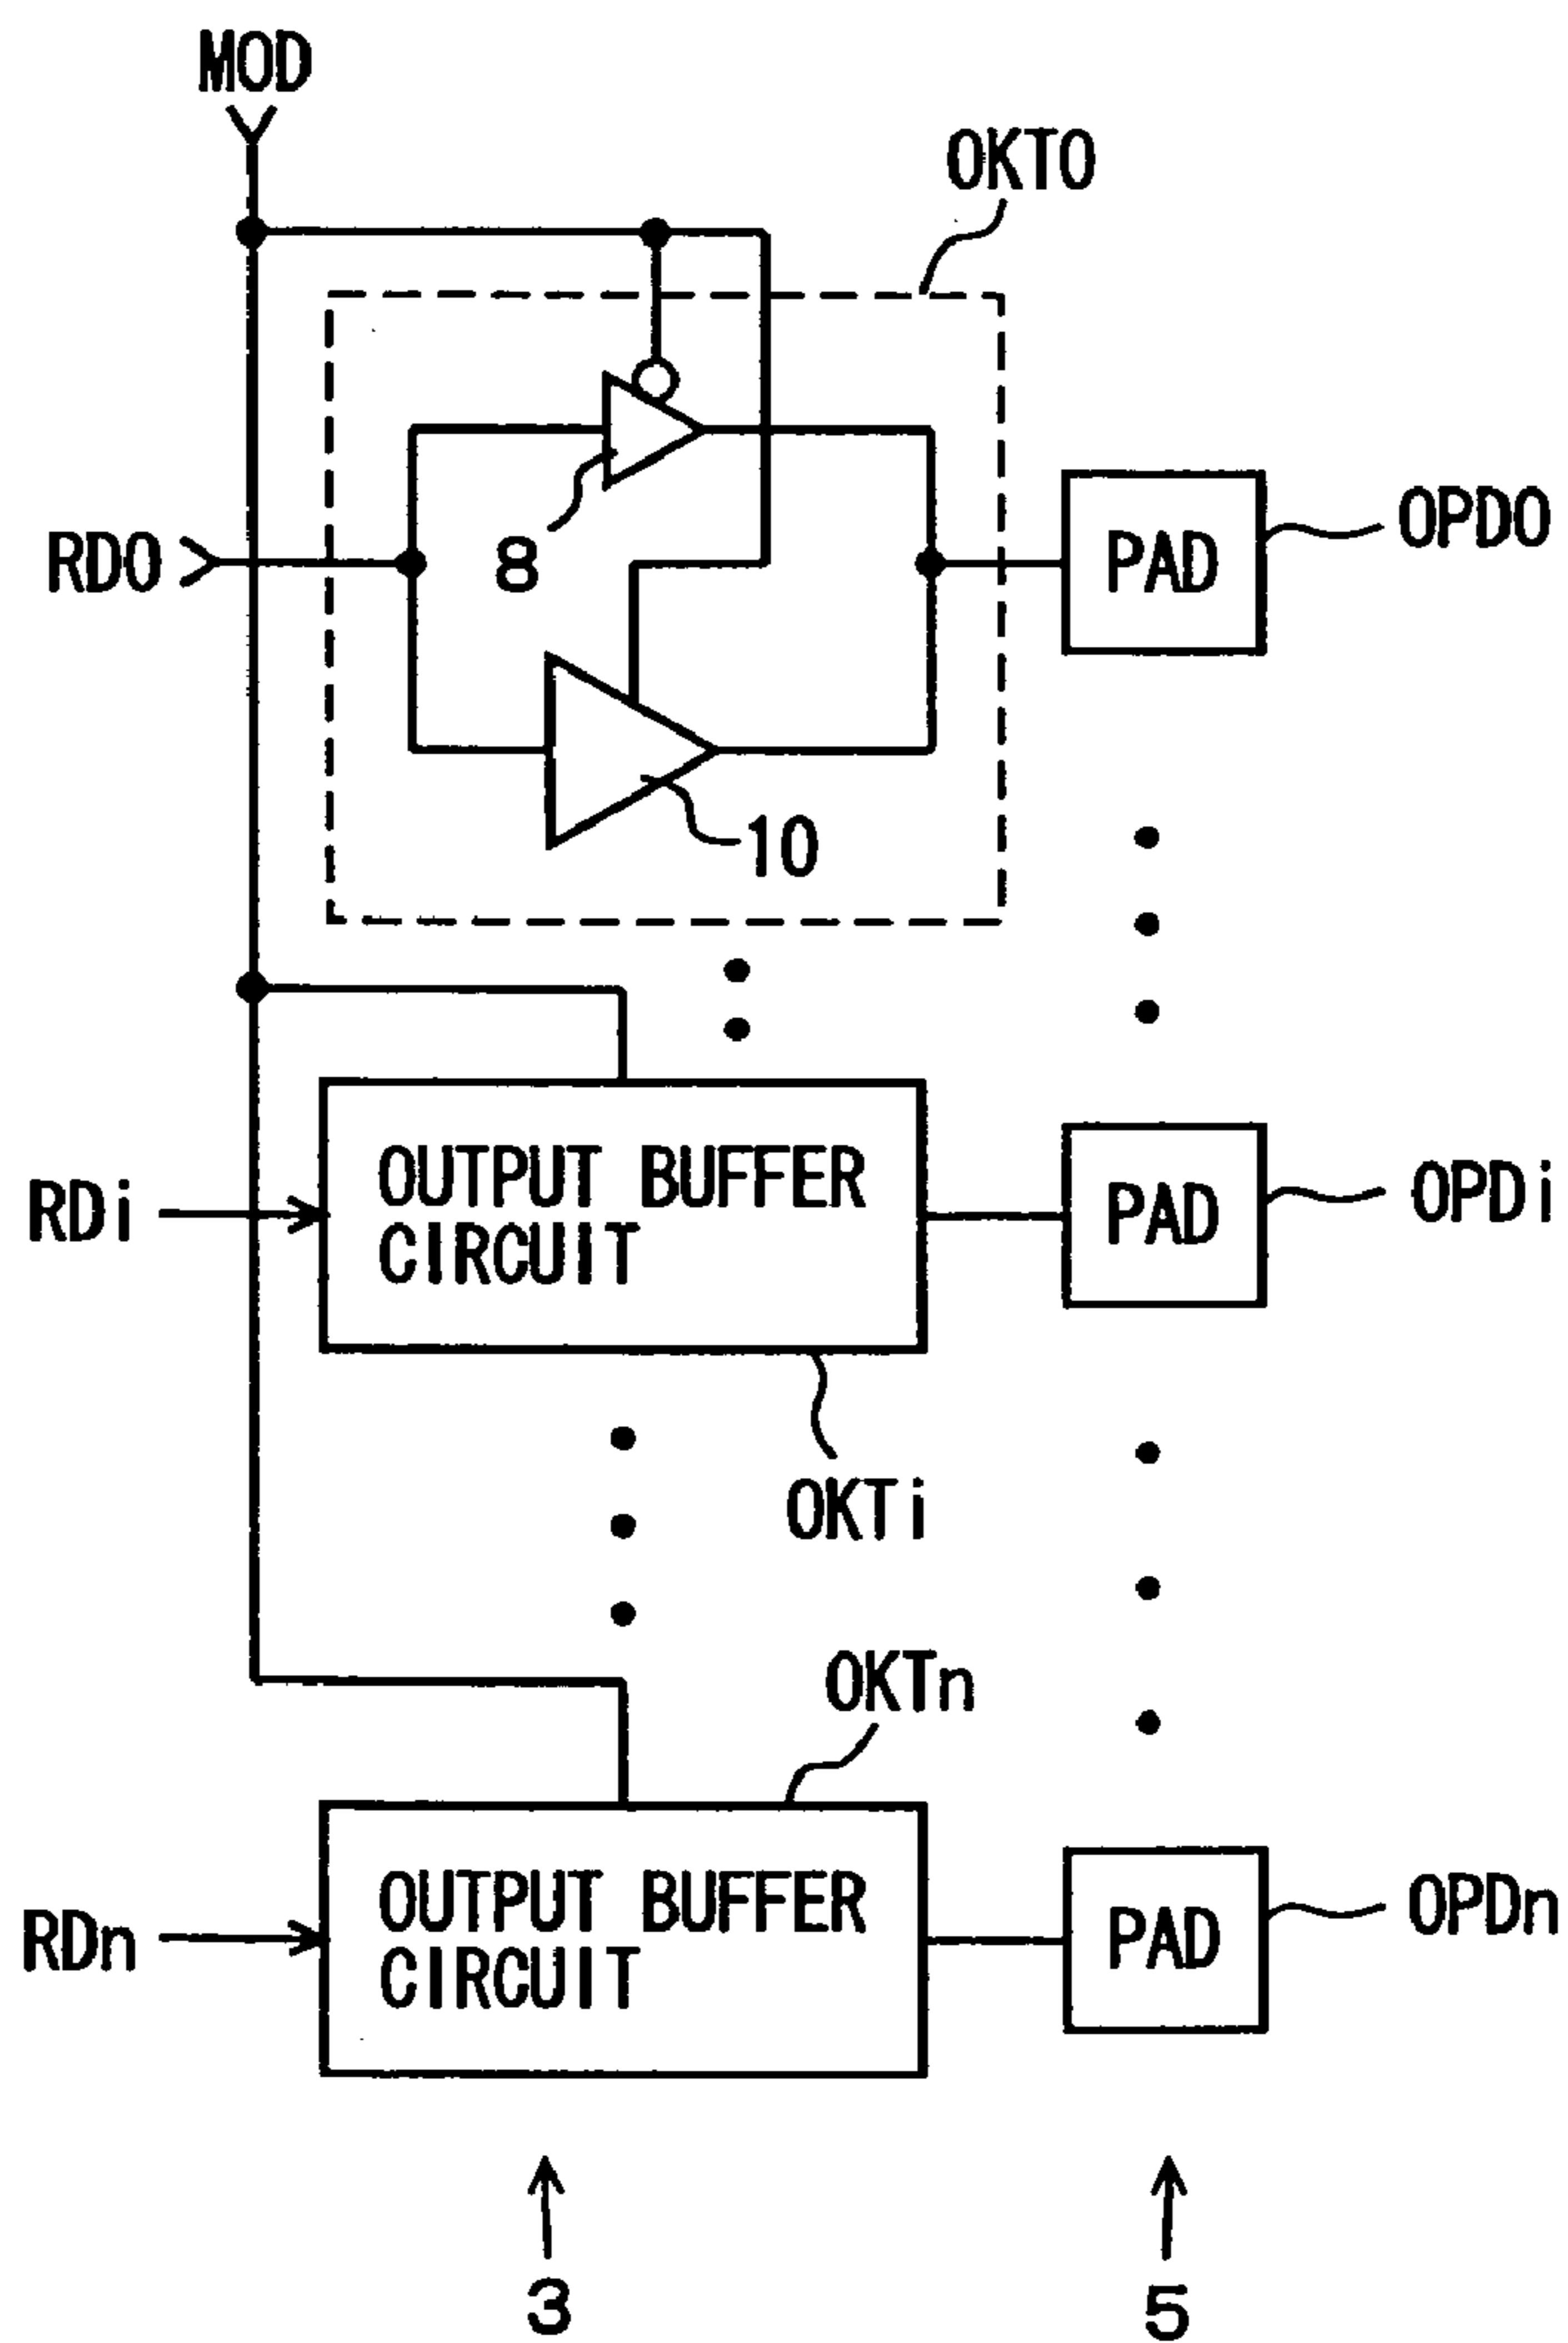 MOD
OKT0
RD0
8
PAD
OPD0
10
RDi
OUTPUT BUFFER
CIRCUIT
PAD
OPDi
OKTi
OKTn
RDn
OUTPUT BUFFER
CIRCUIT
PAD
OPDn
3
5